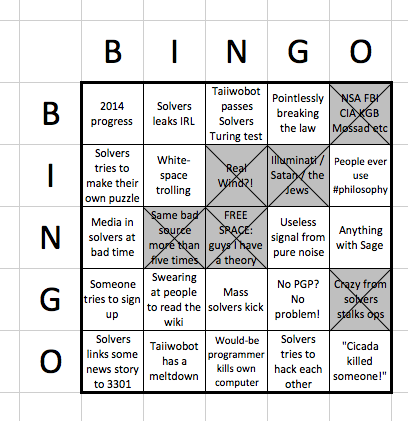 B I N G O
B
2014
progress
Solvers
leaks IRL
Taiiwobot
passes
Solvers
Turing test
Pointlessly
breaking
the law
NSA FBI
CIA KGB
Mossad etc
I
Solvers
tries to
make their
own puzzle
White-
space
trolling
Real
Wind?!
Illuminati /
Satan / the
Jews
People ever
use
#philosophy
N
Media in
solvers at
bad time
Same bad
source
more than
five times
FREE
SPACE:
guys I have
a theory
Useless
signal from
pure noise
Anything
with Sage
G
Someone
tries to sign
up
Swearing
at people
to read the
wiki
Mass
solvers kick
No PGP?
No
problem!
Crazy from
solvers
stalks ops
O
Solvers
links some
news story
to 3301
Taiiwobot
has a
meltdown
Would-be
programmer
kills own
computer
Solvers
tries to
hack each
other
"Cicada
killed
someone!"